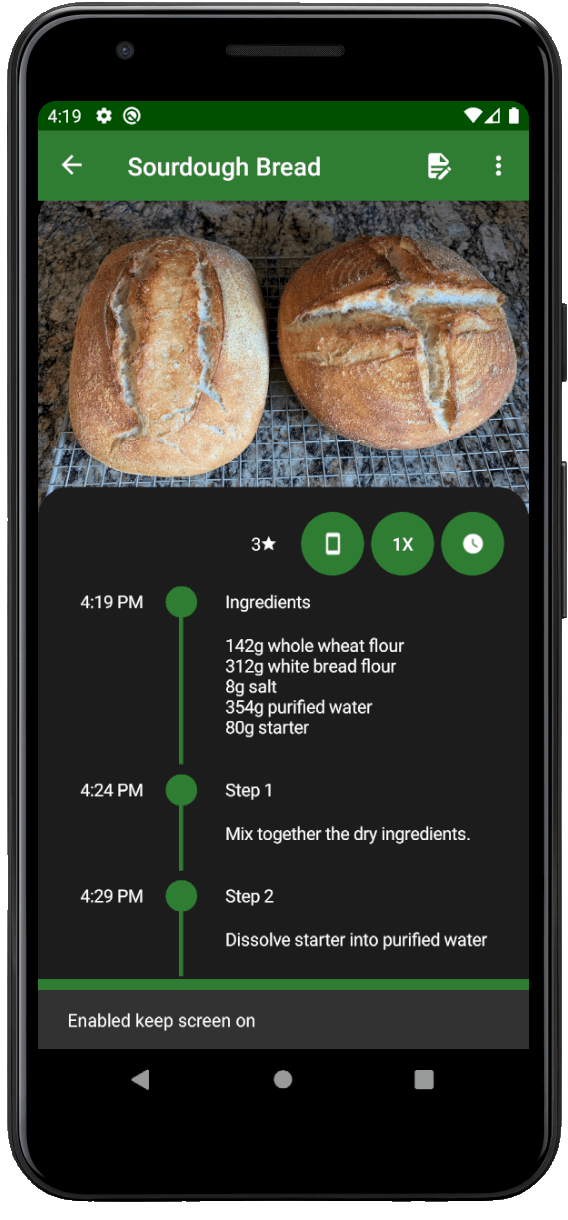 4:19
Sourdough Bread
3★
1X
4:19 PM
Ingredients
142g whole wheat flour
312g white bread flour
8g salt
354g purified water
80g starter
4:24 PM
Step 1
Mix together the dry ingredients.
4:29 PM
Step 2
Dissolve starter into purified water
Enabled keep screen on